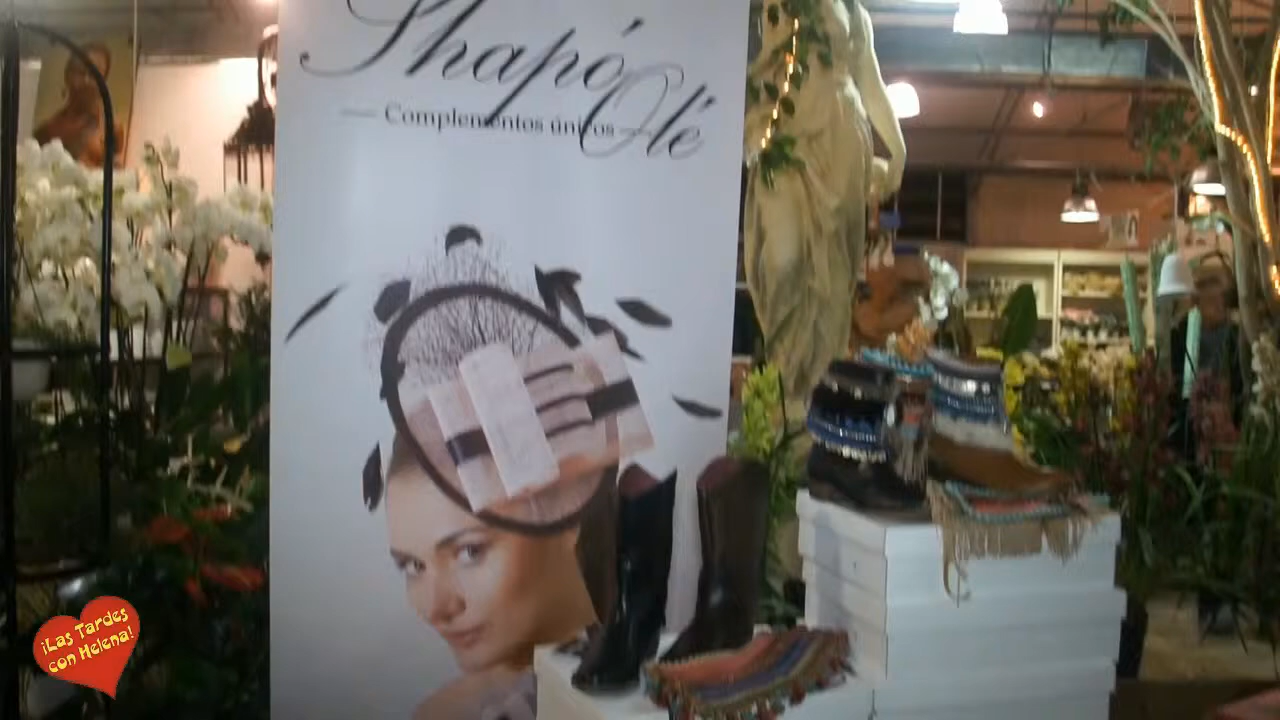 Shapó
Olé
Complementos únicos
¡Las Tardes
con Helena!